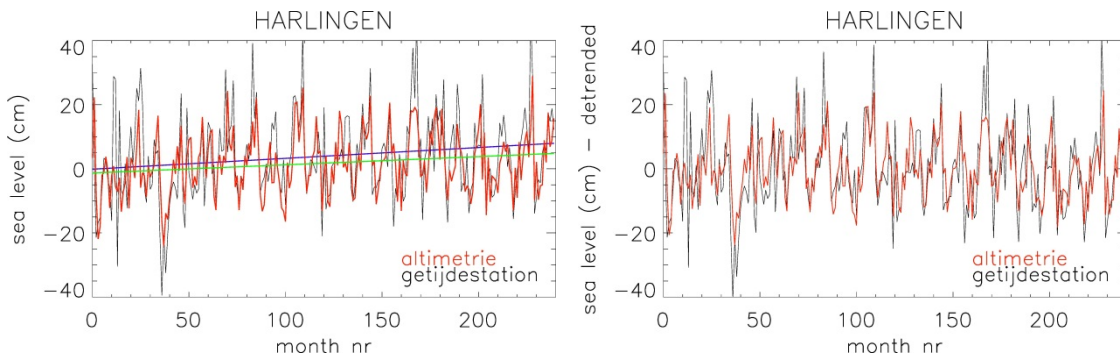 HARLINGEN
sea level (cm)
40
20
0
-20
-40
altimetrie
getijdestation
0 50 100 150 200
month nr
HARLINGEN
sea level (cm) - detrended
40
20
0
-20
-40
altimetrie
getijdestation
0 50 100 150 200
month nr